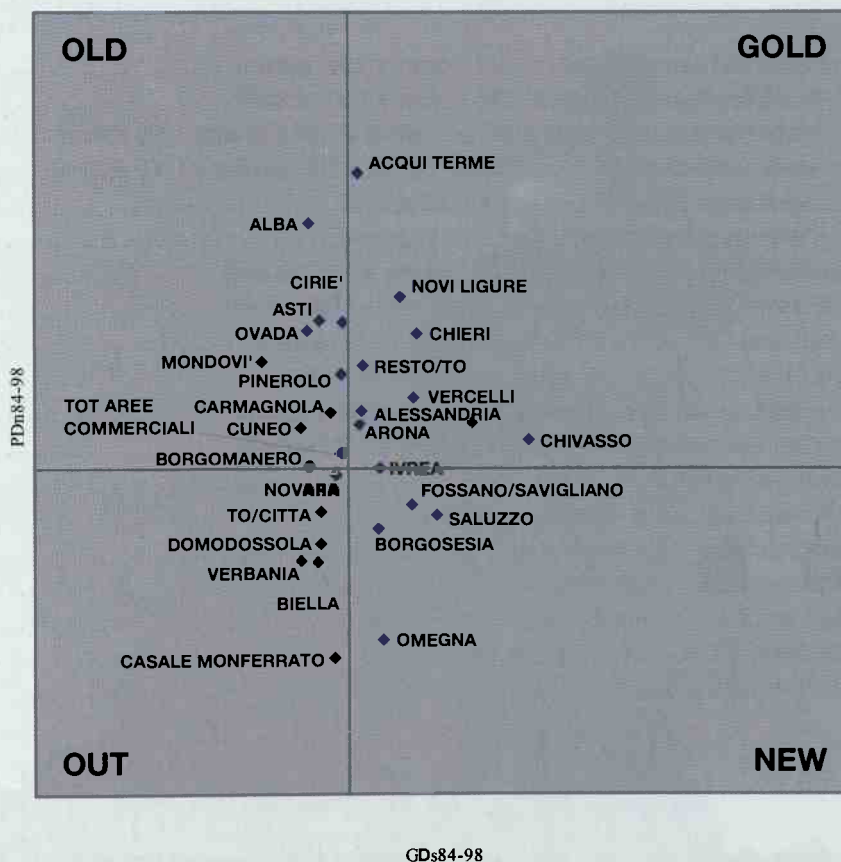 OLD
GOLD
ACQUI TERME
ALBA
CIRIE'
NOVI LIGURE
ASTI
OVADA
CHIERI
MONDOVI'
RESTO/TO
PINEROLO
VERCELLI
TOT AREE
COMMERCIALI
CARMAGNOLA
ALESSANDRIA
CUNEO
ARONA
CHIVASSO
BORGOMANERO
IVREA
NOVARA
FOSSANO/SAVIGLIANO
TO/CITTA
SALUZZO
DOMODOSSOLA
BORGOSESIA
VERBANIA
BIELLA
OMEGNA
CASALE MONFERRATO
OUT
NEW
PDn84-98
GDs84-98